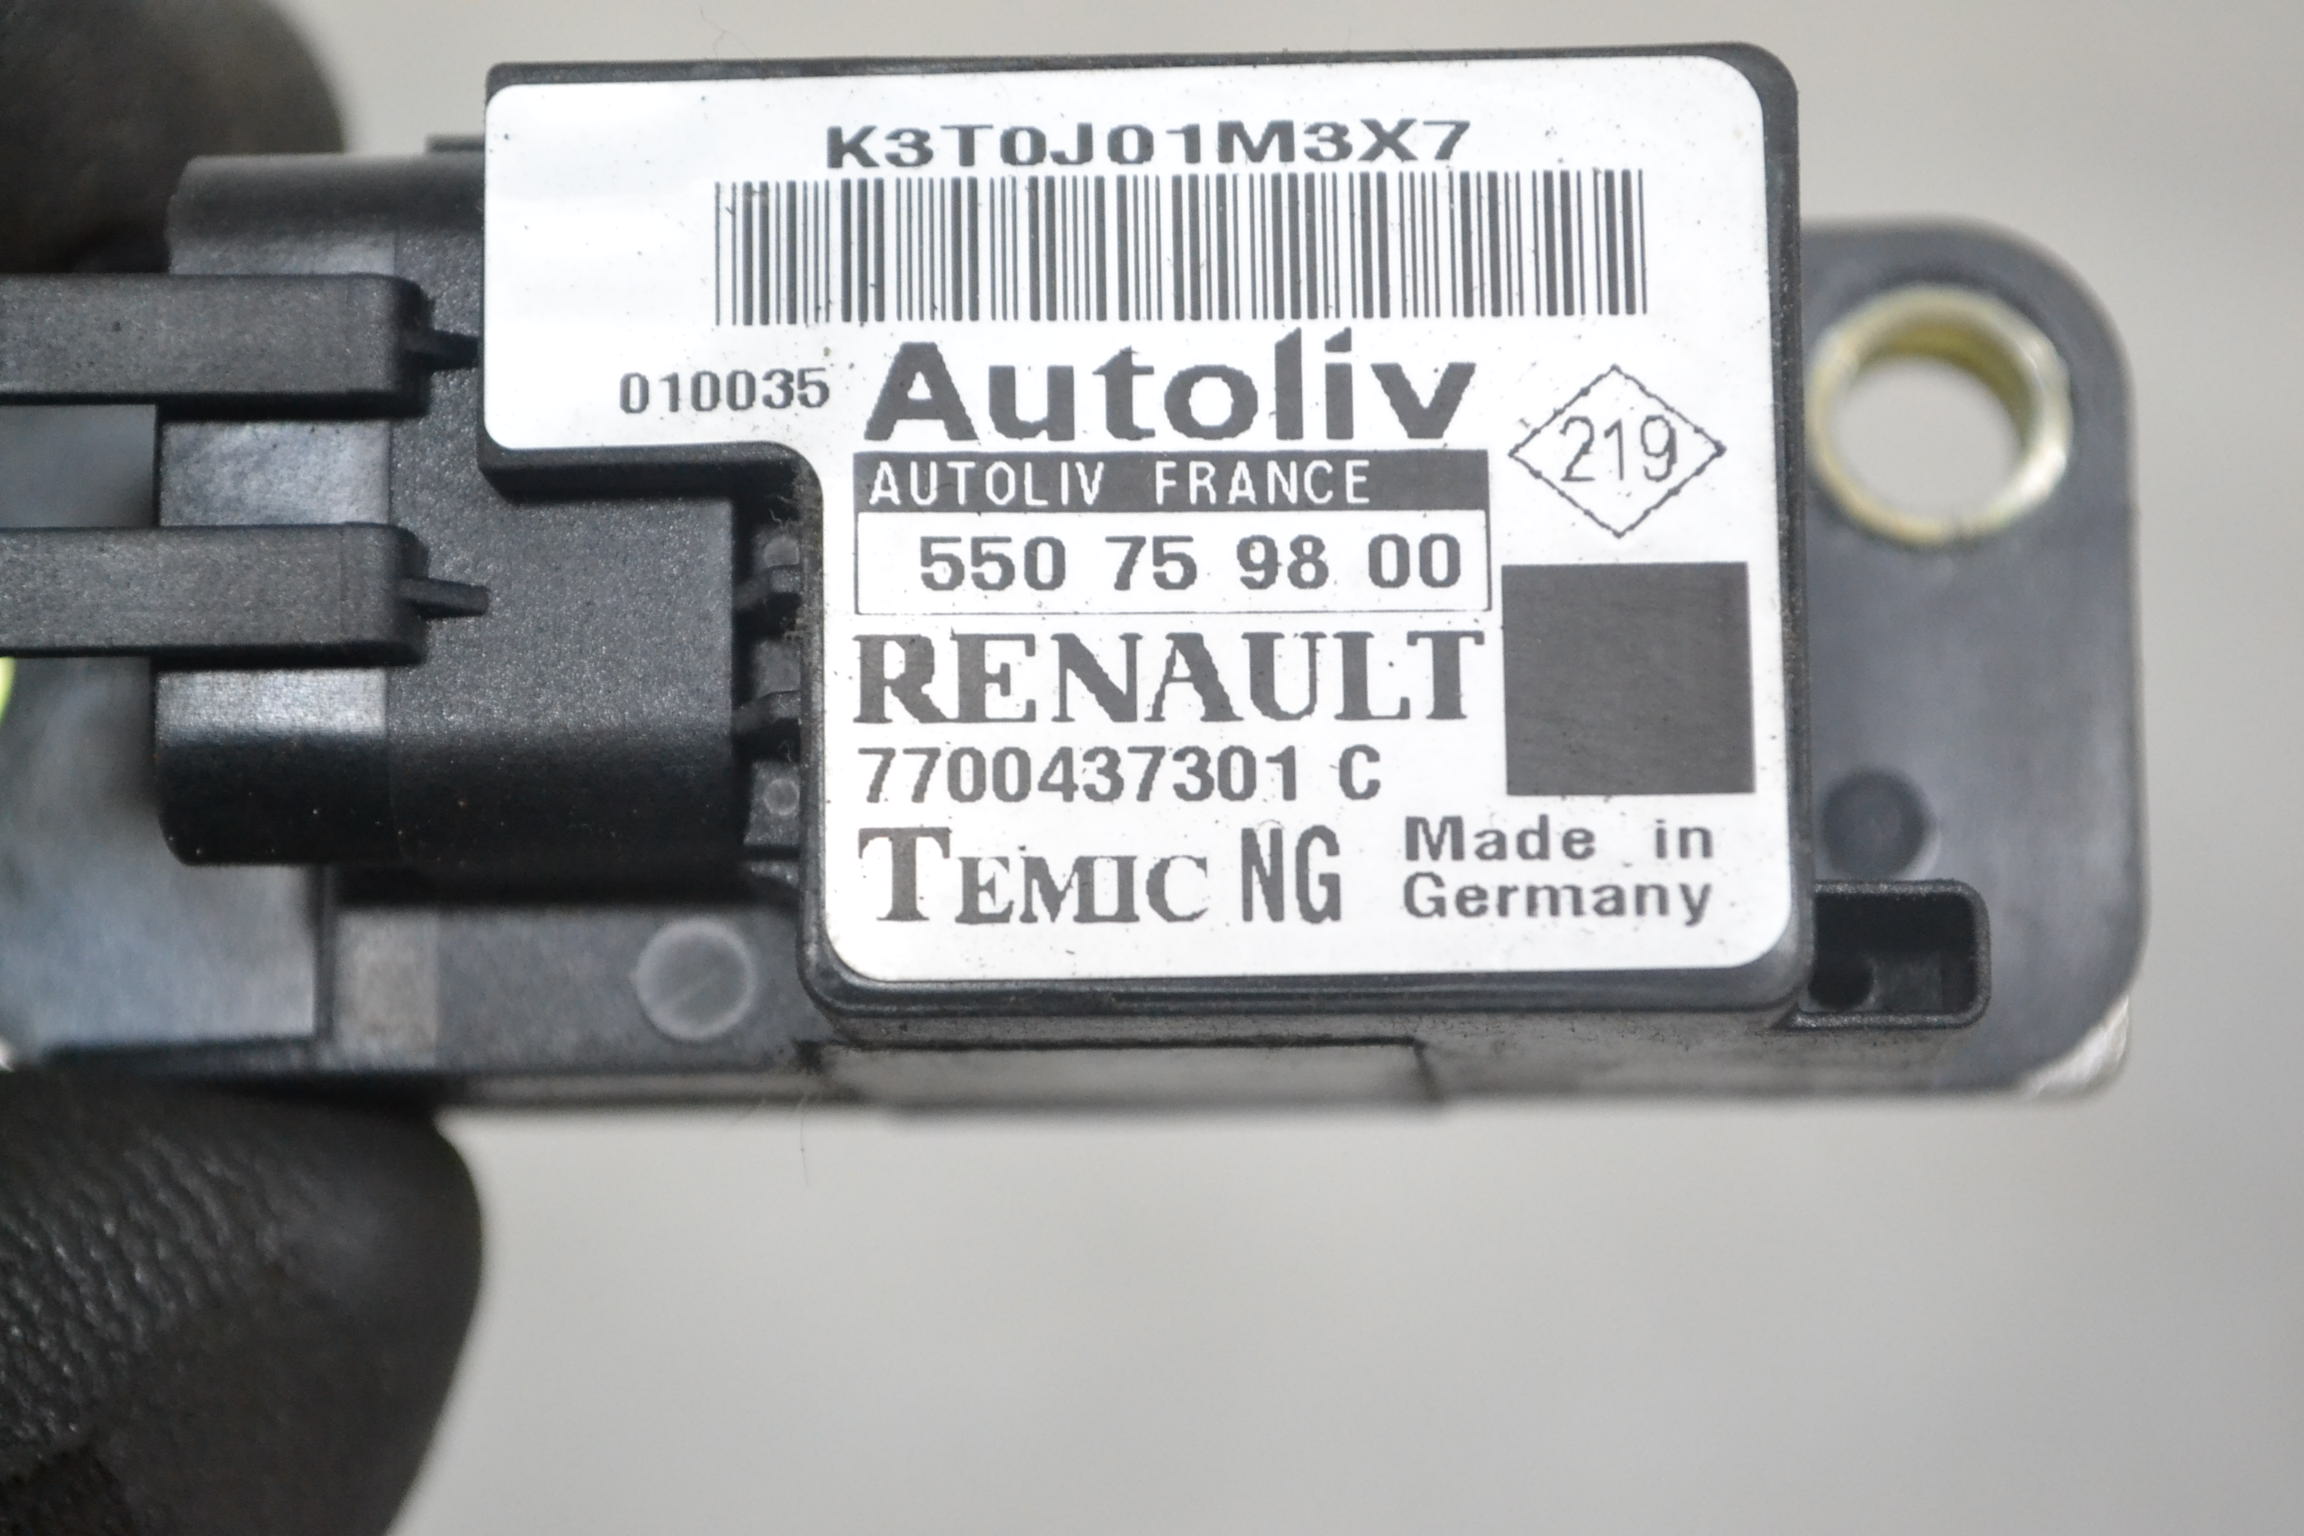 K3T0J01M3X7
010035
Autoliv
219
AUTOLIV FRANCE
550 75 98 00
RENAULT
7700437301 C
TEMIC NG
Made in
Germany